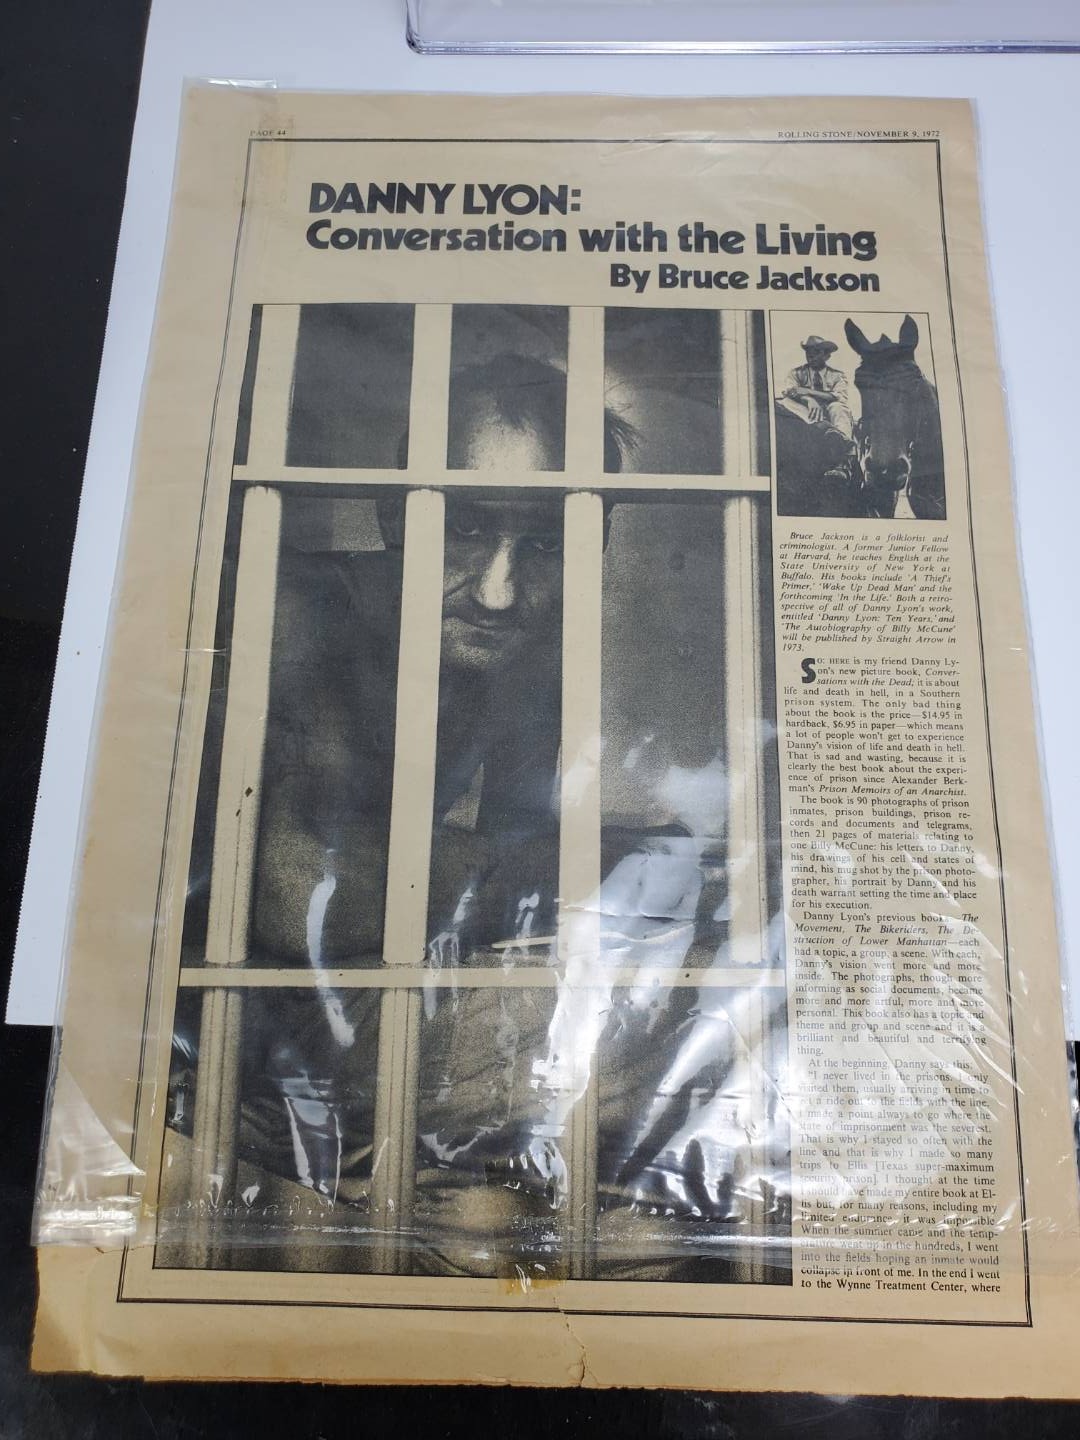 PAGE 44
ROLLING STONE/NOVEMBER 9, 1972
DANNY LYON:
Conversation with the Living
By Bruce Jackson
Bruce Jackson is a folklorist and
criminologist. A former Junior Fellow
at Harvard, he teaches English at the
State University of New York at
Buffalo. His books include 'A Thief's
Primer,' 'Wake Up Dead Man' and the
forthcoming 'In the Life.' Both a retro-
spective of all of Danny Lyon's work,
entitled 'Danny Lyon: Ten Years,' and
'The Autobiography of Billy McCune'
will be published by Straight Arrow in
1973.
SO: HERE is my friend Danny Ly-
on's new picture book, Conver-
sations with the Dead; it is about
life and death in hell, in a Southern
prison system. The only bad thing
about the book is the price—$14.95 in
hardback, $6.95 in paper—which means
a lot of people won't get to experience
Danny's vision of life and death in hell.
That is sad and wasting, because it is
clearly the best book about the experi-
ence of prison since Alexander Berk-
man's Prison Memoirs of an Anarchist.
The book is 90 photographs of prison
inmates, prison buildings, prison re-
cords and documents and telegrams,
then 21 pages of materials relating to
one Billy McCune: his letters to Danny,
his drawings of his cell and states of
mind, his mug shot by the prison photo-
grapher, his portrait by Danny and his
death warrant setting the time and place
for his execution.
Danny Lyon's previous books—The
Movement, The Bikeriders, The De-
struction of Lower Manhattan—each
had a topic, a group, a scene. With each,
Danny's vision went more and more
inside. The photographs, though more
informing as social documents, became
more and more artful, more and more
personal. This book also has a topic and
theme and group and scene and it is a
brilliant and beautiful and terrifying
thing.
At the beginning, Danny says this:
"I never lived in the prisons. I only
visited them, usually arriving in time to
a ride out to the fields with the line.
I made a point always to go where the
state of imprisonment was the severest.
That is why I stayed so often with the
line and that is why I made so many
trips to Ellis [Texas super-maximum
security prison]. I thought at the time
I should have made my entire book at El-
lis but, for many reasons, including my
limited endurance, it was impossible.
When the summer came and the temp-
erature went up in the hundreds, I went
into the fields hoping an inmate would
collapse in front of me. In the end I went
to the Wynne Treatment Center, where